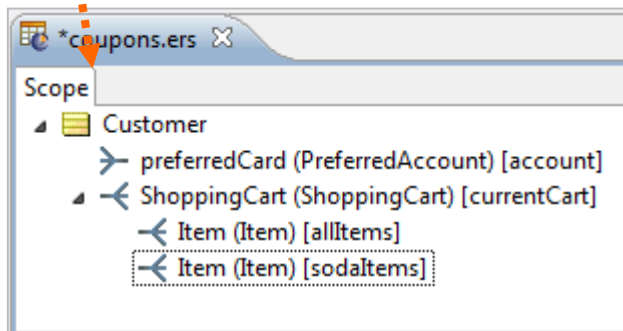 *coupons.ers
Scope
Customer
preferredCard (PreferredAccount) [account]
ShoppingCart (ShoppingCart) [currentCart]
Item (Item) [allItems]
Item (Item) [sodaItems]